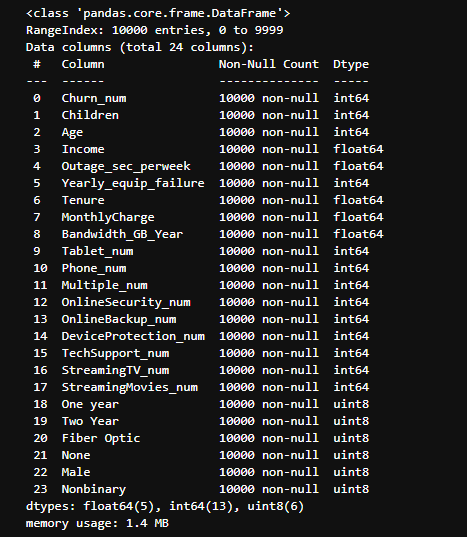 <class 'pandas.core.frame.DataFrame'>
RangeIndex: 10000 entries, 0 to 9999
Data columns (total 24 columns):
 #   Column               Non-Null Count  Dtype
---  ------               --------------  -----
 0   Churn_num            10000 non-null  int64
 1   Children             10000 non-null  int64
 2   Age                  10000 non-null  int64
 3   Income               10000 non-null  float64
 4   Outage_sec_perweek   10000 non-null  float64
 5   Yearly_equip_failure 10000 non-null  int64
 6   Tenure               10000 non-null  float64
 7   MonthlyCharge        10000 non-null  float64
 8   Bandwidth_GB_Year    10000 non-null  float64
 9   Tablet_num           10000 non-null  int64
 10  Phone_num            10000 non-null  int64
 11  Multiple_num         10000 non-null  int64
 12  OnlineSecurity_num   10000 non-null  int64
 13  OnlineBackup_num     10000 non-null  int64
 14  DeviceProtection_num 10000 non-null  int64
 15  TechSupport_num      10000 non-null  int64
 16  StreamingTV_num      10000 non-null  int64
 17  StreamingMovies_num  10000 non-null  int64
 18  One year             10000 non-null  uint8
 19  Two Year             10000 non-null  uint8
 20  Fiber Optic          10000 non-null  uint8
 21  None                 10000 non-null  uint8
 22  Male                 10000 non-null  uint8
 23  Nonbinary            10000 non-null  uint8
dtypes: float64(5), int64(13), uint8(6)
memory usage: 1.4 MB